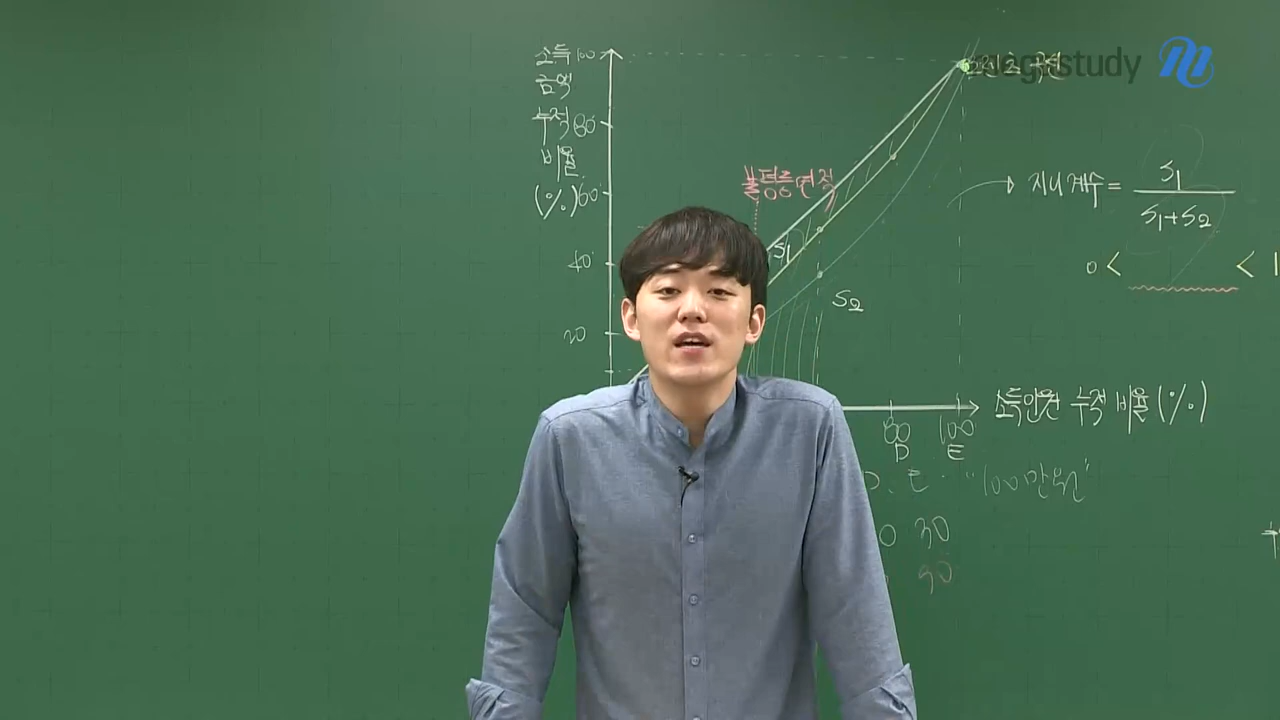 소득
금액
누적
비율
(%)
100
80
60
40
20
불평등면적
S1
S2
megastudy
지니계수 = S1 / S1+S2
0 < < 1
80 100
D E
소득인원 누적 비율 (%)
D. E. "100만원"
0 30